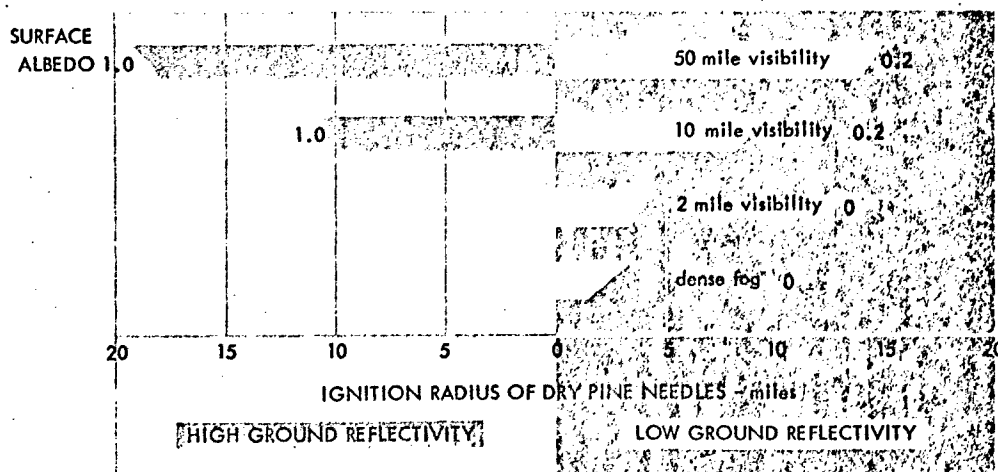 SURFACE
ALBEDO 1.0
50 mile visibility 0.2
1.0 10 mile visibility 0.2
2 mile visibility 0
dense fog 0
20 15 10 5 0 5 10 15 20
IGNITION RADIUS OF DRY PINE NEEDLES - miles
HIGH GROUND REFLECTIVITY
LOW GROUND REFLECTIVITY